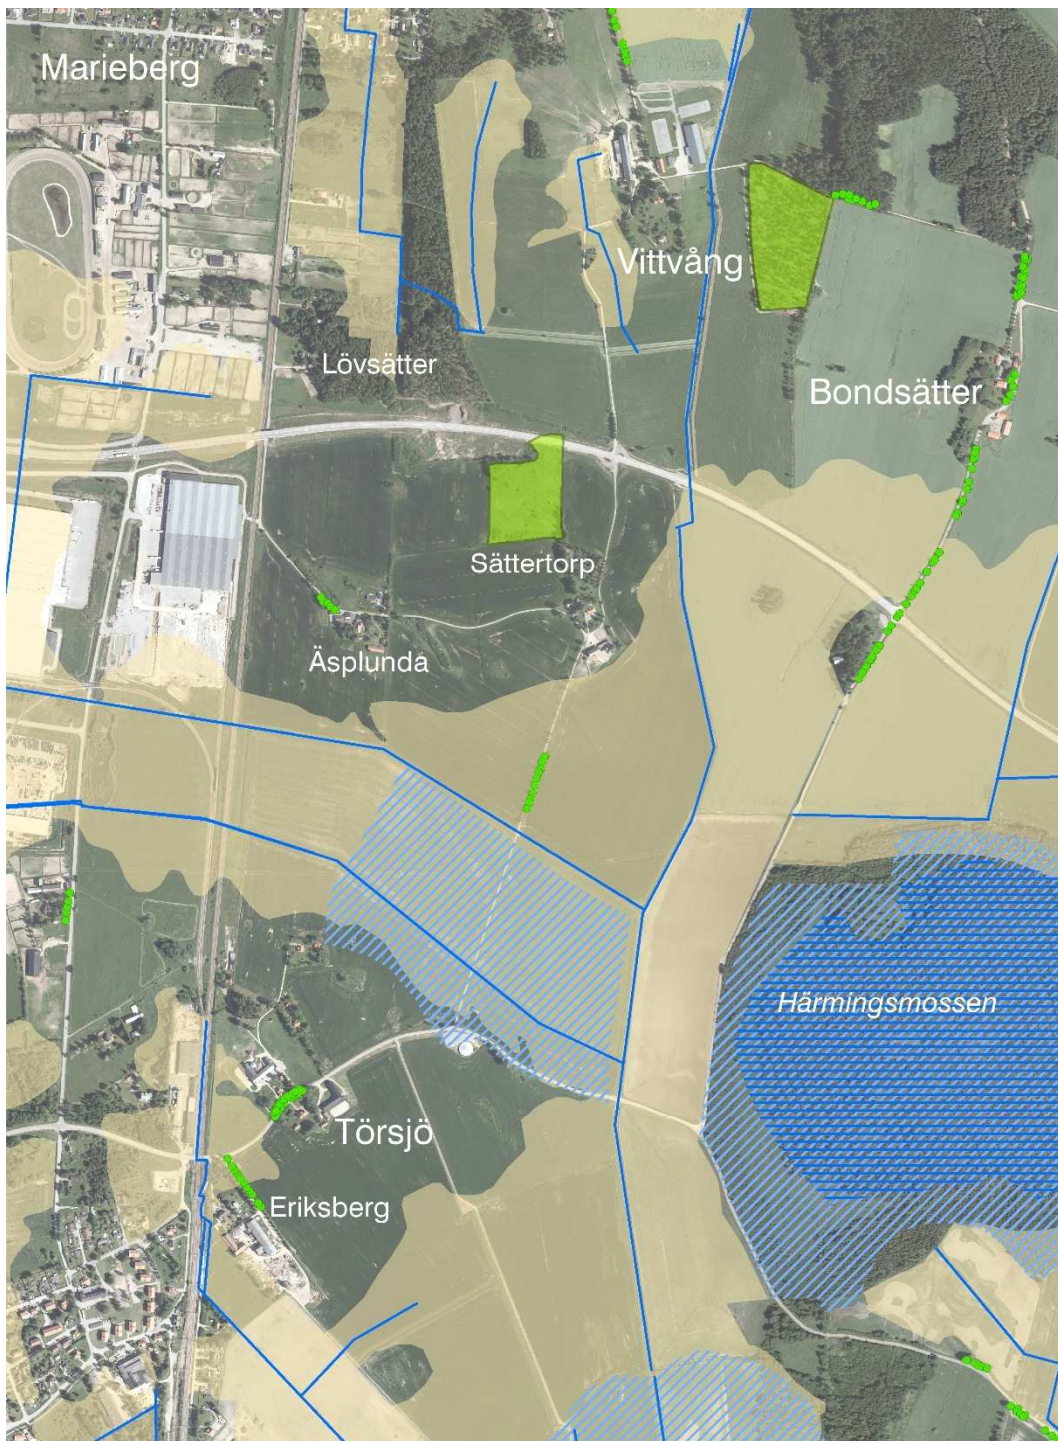 Marieberg
Vittvång
Lövsätter
Bondsätter
Sättertorp
Äsplunda
Härmingsmossen
Törsjö
Eriksberg